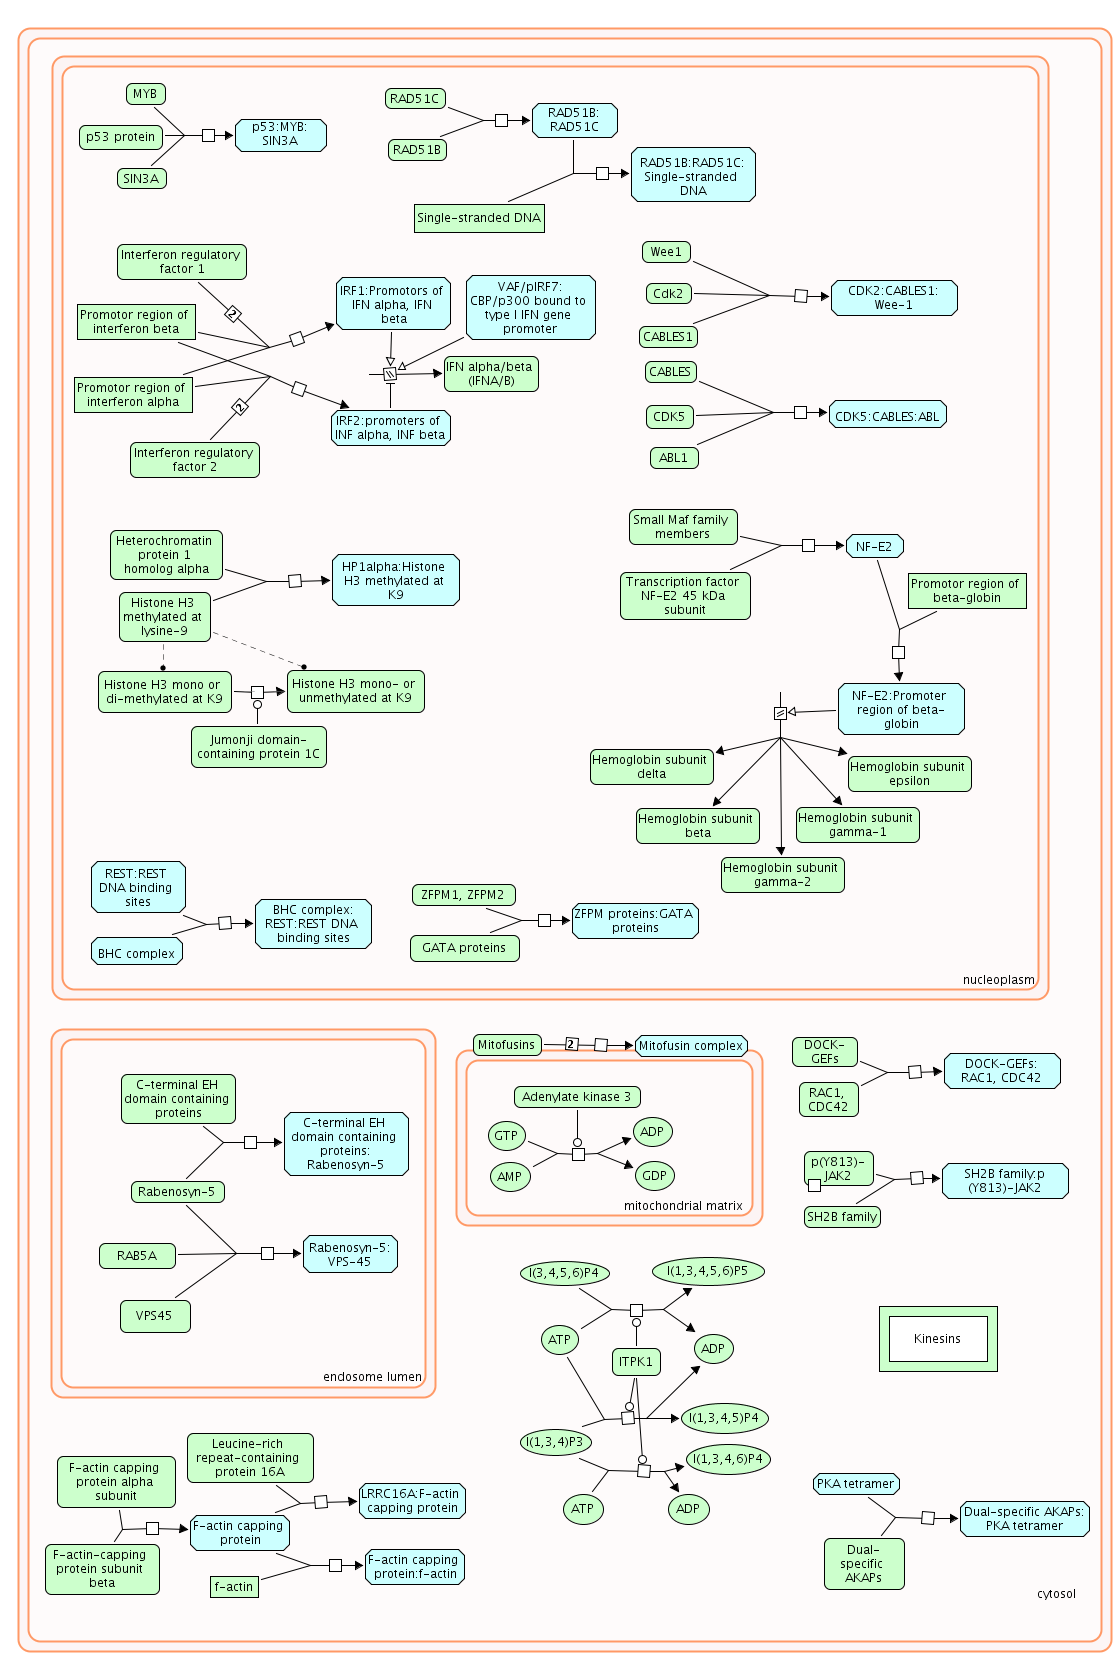 MYB
p53 protein
SIN3A
p53:MYB:
SIN3A
RAD51C
RAD51B
RAD51B:
RAD51C
Single-stranded DNA
RAD51B:RAD51C:
Single-stranded
DNA
Interferon regulatory
factor 1
2
Promotor region of
interferon beta
Promotor region of
interferon alpha
2
Interferon regulatory
factor 2
IRF1:Promotors of
IFN alpha, IFN
beta
VAF/pIRF7:
CBP/p300 bound to
type I IFN gene
promoter
IFN alpha/beta
(IFNA/B)
IRF2:promoters of
INF alpha, INF beta
Wee1
Cdk2
CABLES1
CDK2:CABLES1:
Wee-1
CABLES
CDK5
ABL1
CDK5:CABLES:ABL
Heterochromatin
protein 1
homolog alpha
Histone H3
methylated at
lysine-9
HP1alpha:Histone
H3 methylated at
K9
Histone H3 mono or
di-methylated at K9
Histone H3 mono- or
unmethylated at K9
Jumonji domain-
containing protein 1C
Small Maf family
members
Transcription factor
NF-E2 45 kDa
subunit
NF-E2
Promotor region of
beta-globin
NF-E2:Promoter
region of beta-
globin
Hemoglobin subunit
delta
Hemoglobin subunit
epsilon
Hemoglobin subunit
beta
Hemoglobin subunit
gamma-1
Hemoglobin subunit
gamma-2
REST:REST
DNA binding
sites
BHC complex
BHC complex:
REST:REST DNA
binding sites
ZFPM1, ZFPM2
GATA proteins
ZFPM proteins:GATA
proteins
nucleoplasm
C-terminal EH
domain containing
proteins
C-terminal EH
domain containing
proteins:
Rabenosyn-5
Rabenosyn-5
RAB5A
VPS45
Rabenosyn-5:
VPS-45
endosome lumen
Mitofusins
2
Mitofusin complex
Adenylate kinase 3
GTP
AMP
ADP
GDP
mitochondrial matrix
DOCK-
GEFs
RAC1,
CDC42
DOCK-GEFs:
RAC1, CDC42
p(Y813)-
JAK2
SH2B family
SH2B family:p
(Y813)-JAK2
I(3,4,5,6)P4
I(1,3,4,5,6)P5
ATP
ADP
ITPK1
I(1,3,4)P3
I(1,3,4,5)P4
I(1,3,4,6)P4
ATP
ADP
Kinesins
F-actin capping
protein alpha
subunit
F-actin-capping
protein subunit
beta
Leucine-rich
repeat-containing
protein 16A
F-actin capping
protein
f-actin
LRRC16A:F-actin
capping protein
F-actin capping
protein:f-actin
PKA tetramer
Dual-
specific
AKAPs
Dual-specific AKAPs:
PKA tetramer
cytosol